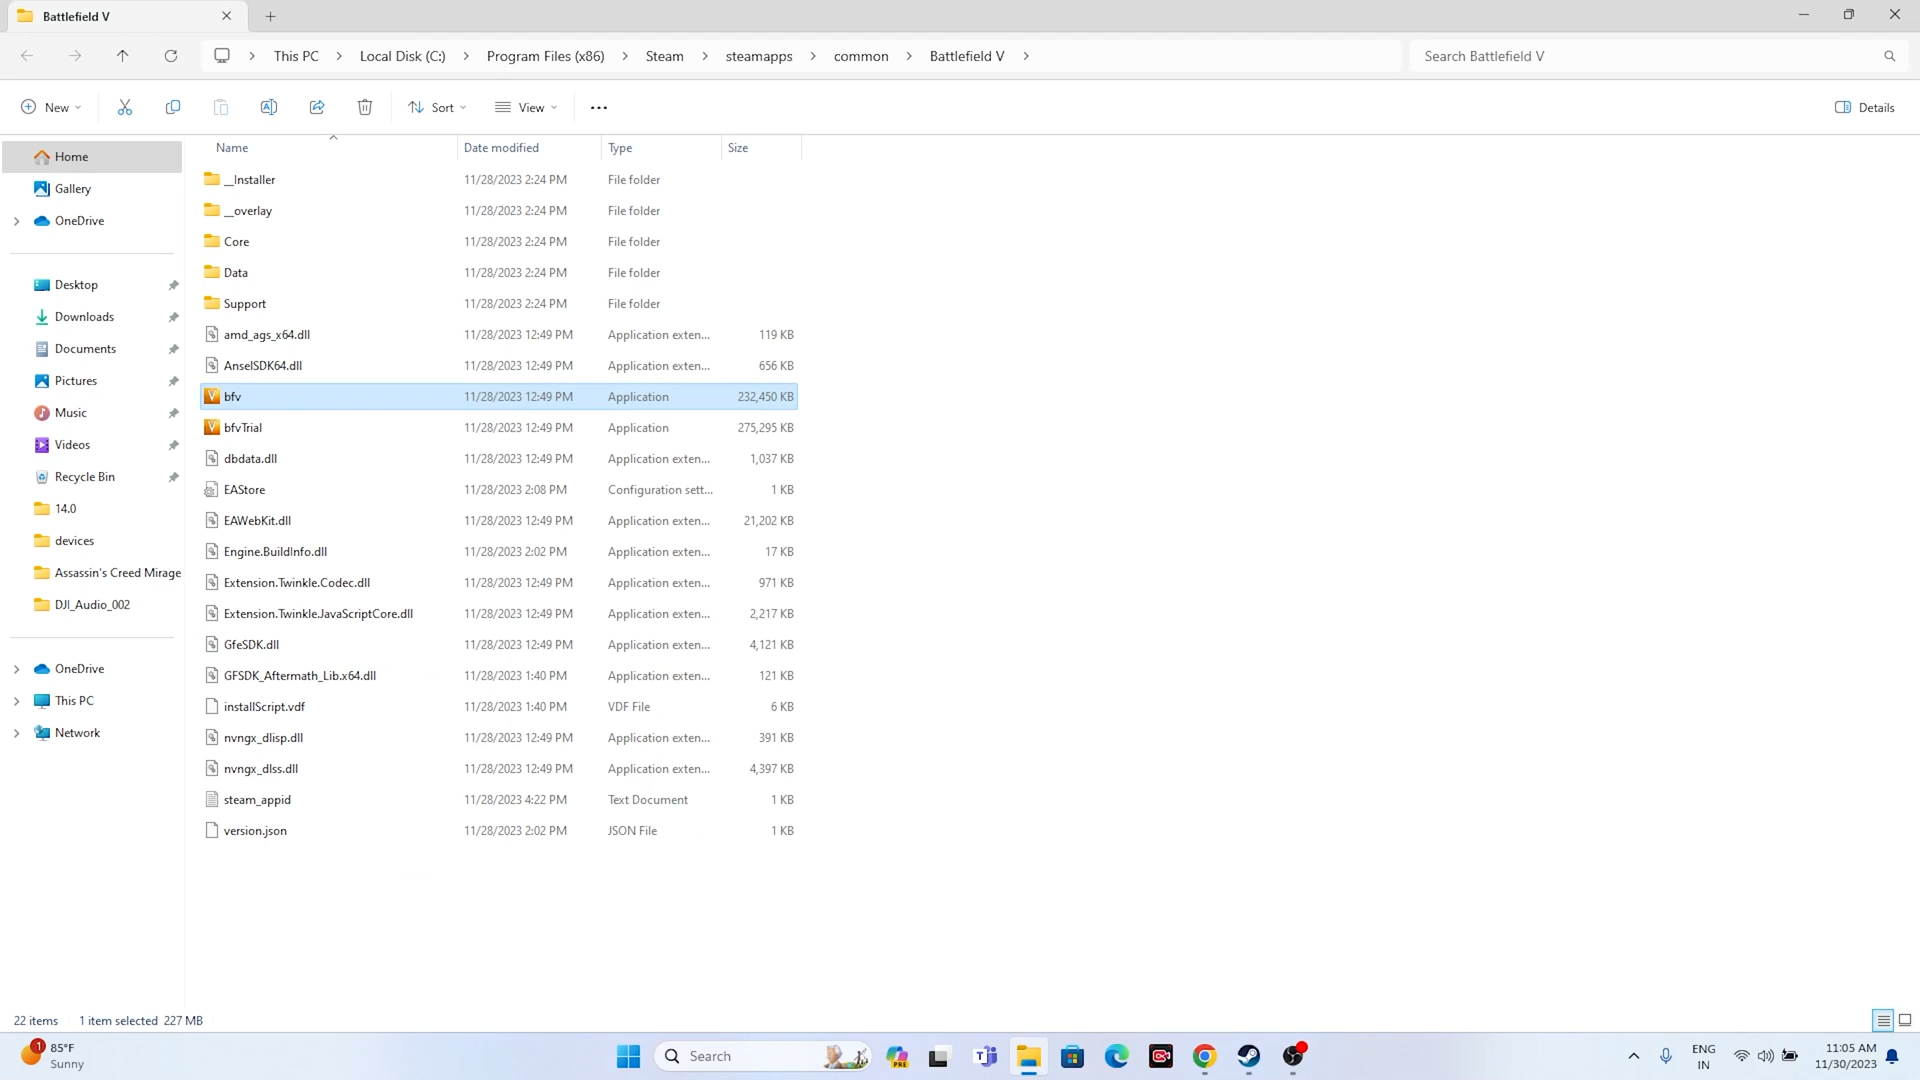 Battlefield V
This PC Local Disk (C:) Program Files (x86) Steam steamapps common Battlefield V
Search Battlefield V
New Sort View Details
Name Date modified Type Size
Home
Gallery
OneDrive
Desktop
Downloads
Documents
Pictures
Music
Videos
Recycle Bin
14.0
devices
Assassin's Creed Mirage
DJI_Audio_002
OneDrive
This PC
Network
__Installer 11/28/2023 2:24 PM File folder
__overlay 11/28/2023 2:24 PM File folder
Core 11/28/2023 2:24 PM File folder
Data 11/28/2023 2:24 PM File folder
Support 11/28/2023 2:24 PM File folder
amd_ags_x64.dll 11/28/2023 12:49 PM Application exten... 119 KB
AnselSDK64.dll 11/28/2023 12:49 PM Application exten... 656 KB
bfv 11/28/2023 12:49 PM Application 232,450 KB
bfvTrial 11/28/2023 12:49 PM Application 275,295 KB
dbdata.dll 11/28/2023 12:49 PM Application exten... 1,037 KB
EAStore 11/28/2023 2:08 PM Configuration sett... 1 KB
EAWebKit.dll 11/28/2023 12:49 PM Application exten... 21,202 KB
Engine.BuildInfo.dll 11/28/2023 2:02 PM Application exten... 17 KB
Extension.Twinkle.Codec.dll 11/28/2023 12:49 PM Application exten... 971 KB
Extension.Twinkle.JavaScriptCore.dll 11/28/2023 12:49 PM Application exten... 2,217 KB
GfeSDK.dll 11/28/2023 12:49 PM Application exten... 4,121 KB
GFSDK_Aftermath_Lib.x64.dll 11/28/2023 1:40 PM Application exten... 121 KB
installScript.vdf 11/28/2023 1:40 PM VDF File 6 KB
nvngx_dlisp.dll 11/28/2023 12:49 PM Application exten... 391 KB
nvngx_dlss.dll 11/28/2023 12:49 PM Application exten... 4,397 KB
steam_appid 11/28/2023 4:22 PM Text Document 1 KB
version.json 11/28/2023 2:02 PM JSON File 1 KB
22 items 1 item selected 227 MB
1
85°F
Sunny
Search
PRE
ENG
IN
11:05 AM
11/30/2023